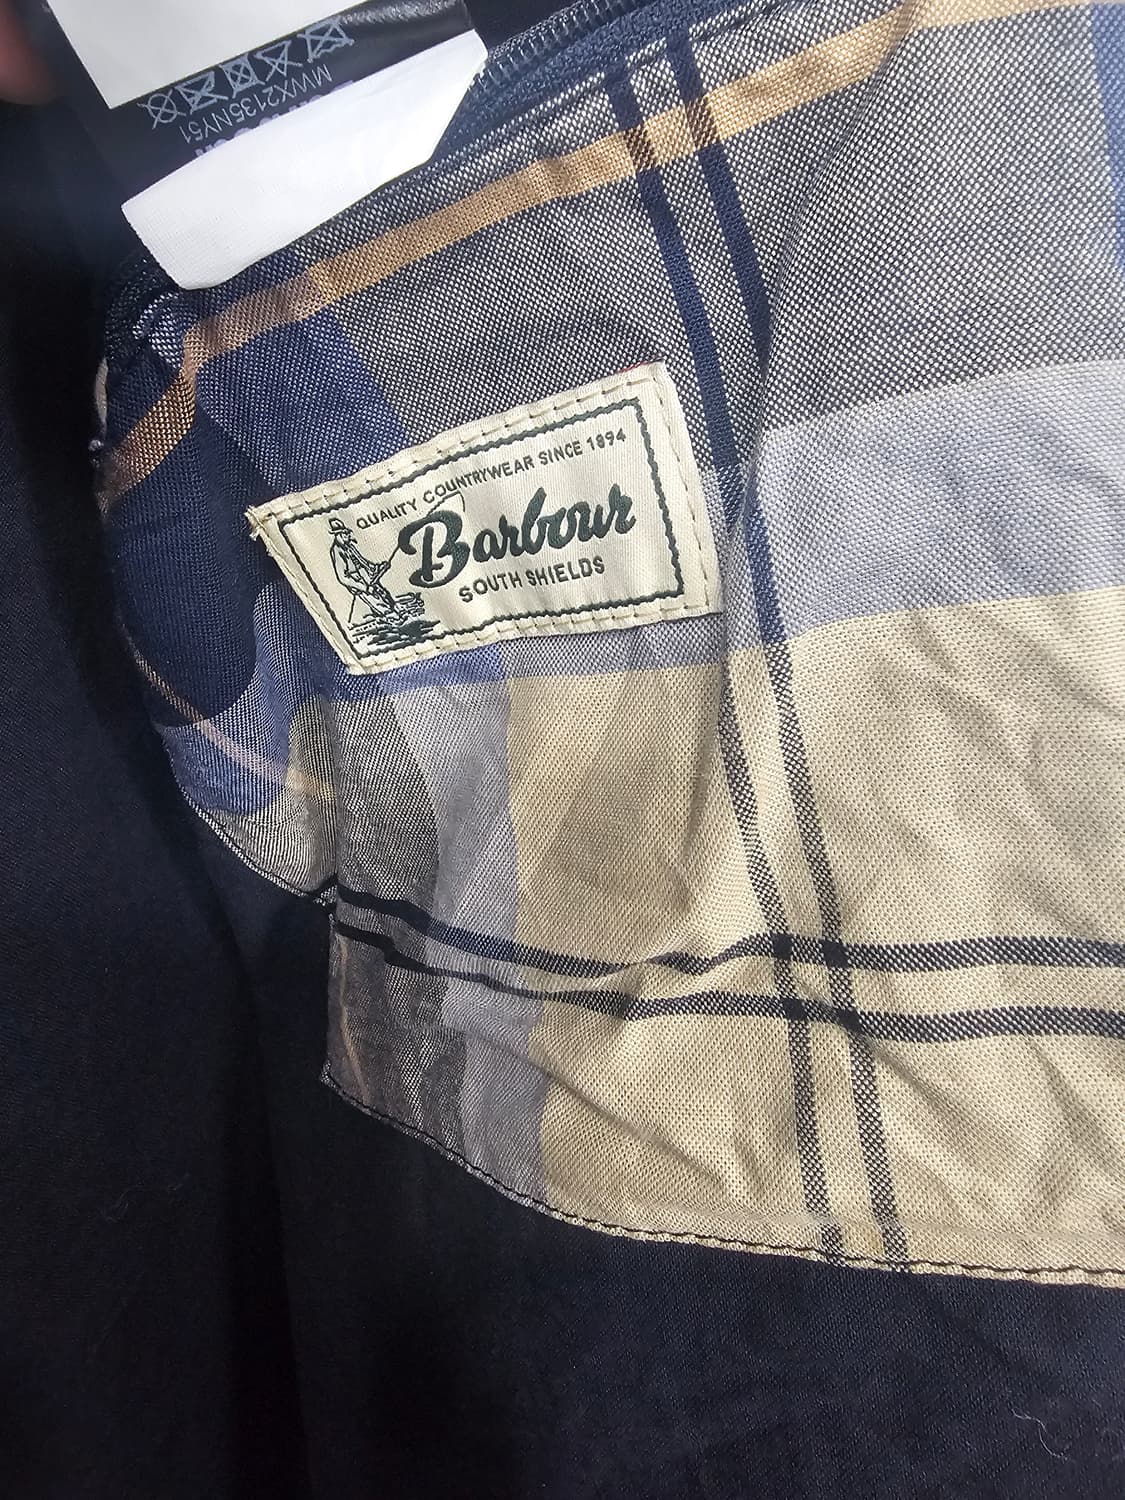 MWX2135NY51
QUALITY COUNTRYWEAR SINCE 1894
Barbour
SOUTH SHIELDS